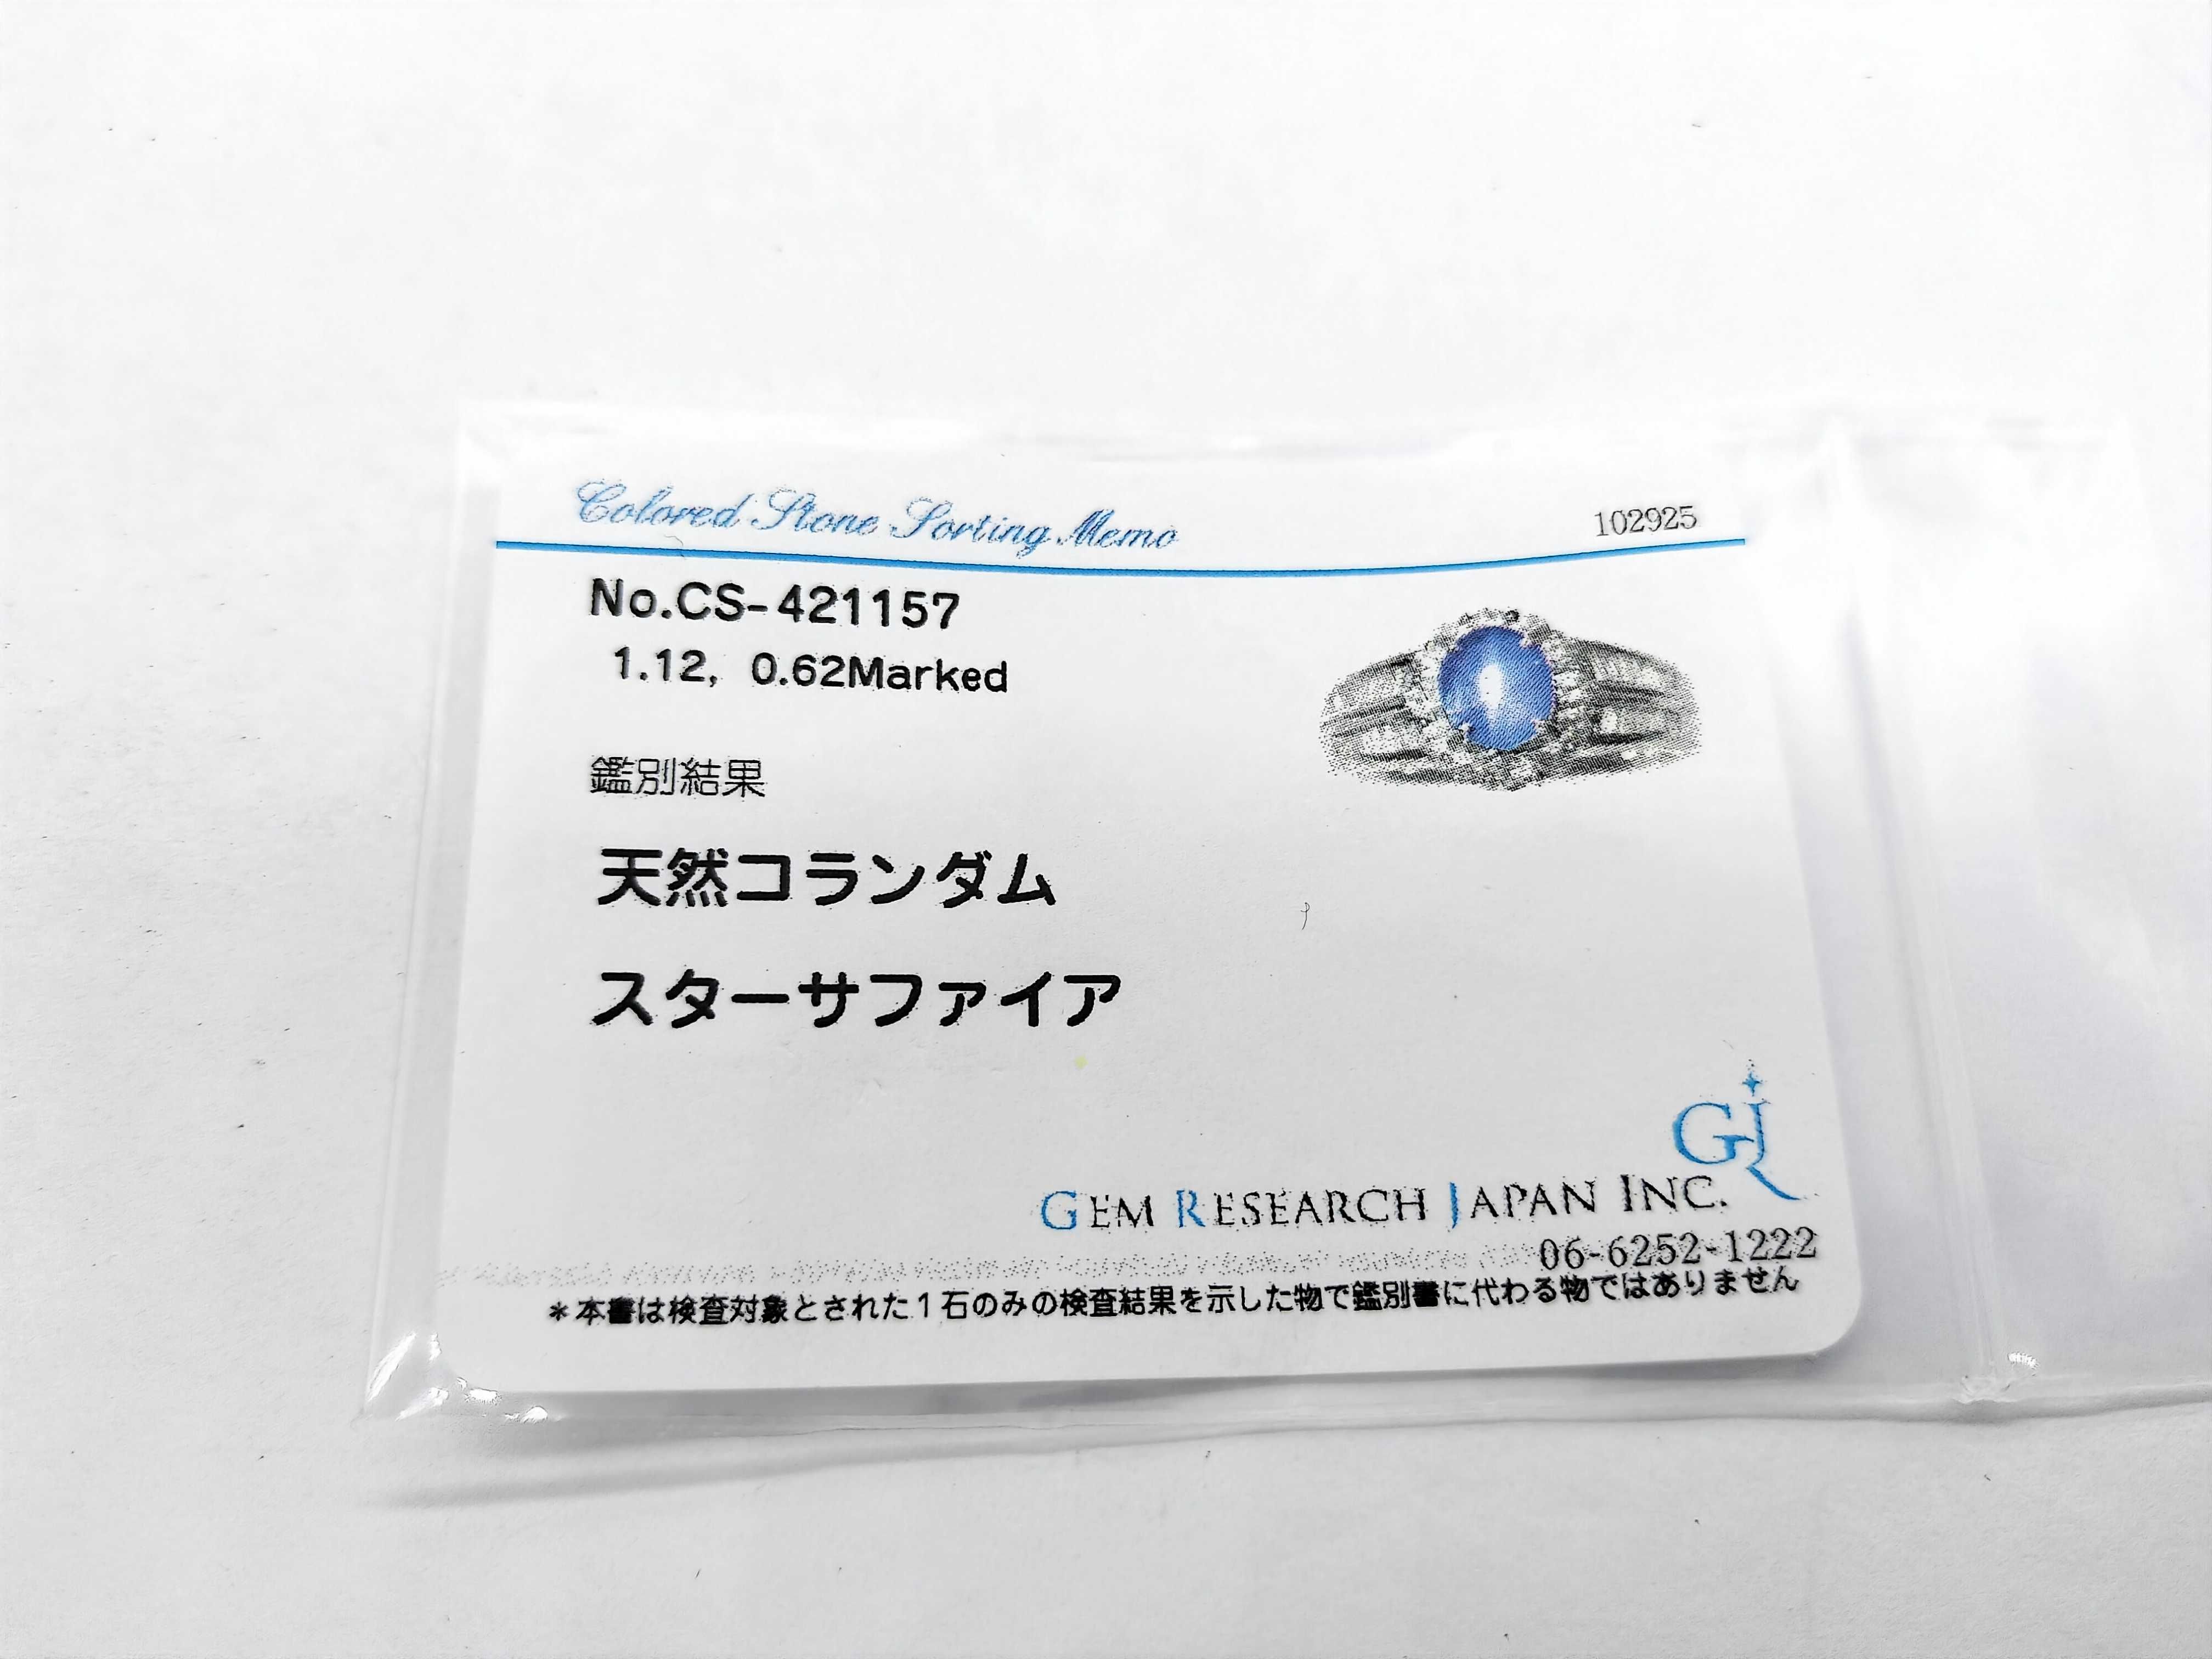 Colored Stone Sorting Memo
102925
No.CS-421157
1.12, 0.62Marked
鑑別結果
天然コランダム
スターサファイア
GJ
GEM RESEARCH JAPAN INC.
06-6252-1222
*本書は検査対象とされた1石のみの検査結果を示した物で鑑別書に代わる物ではありません